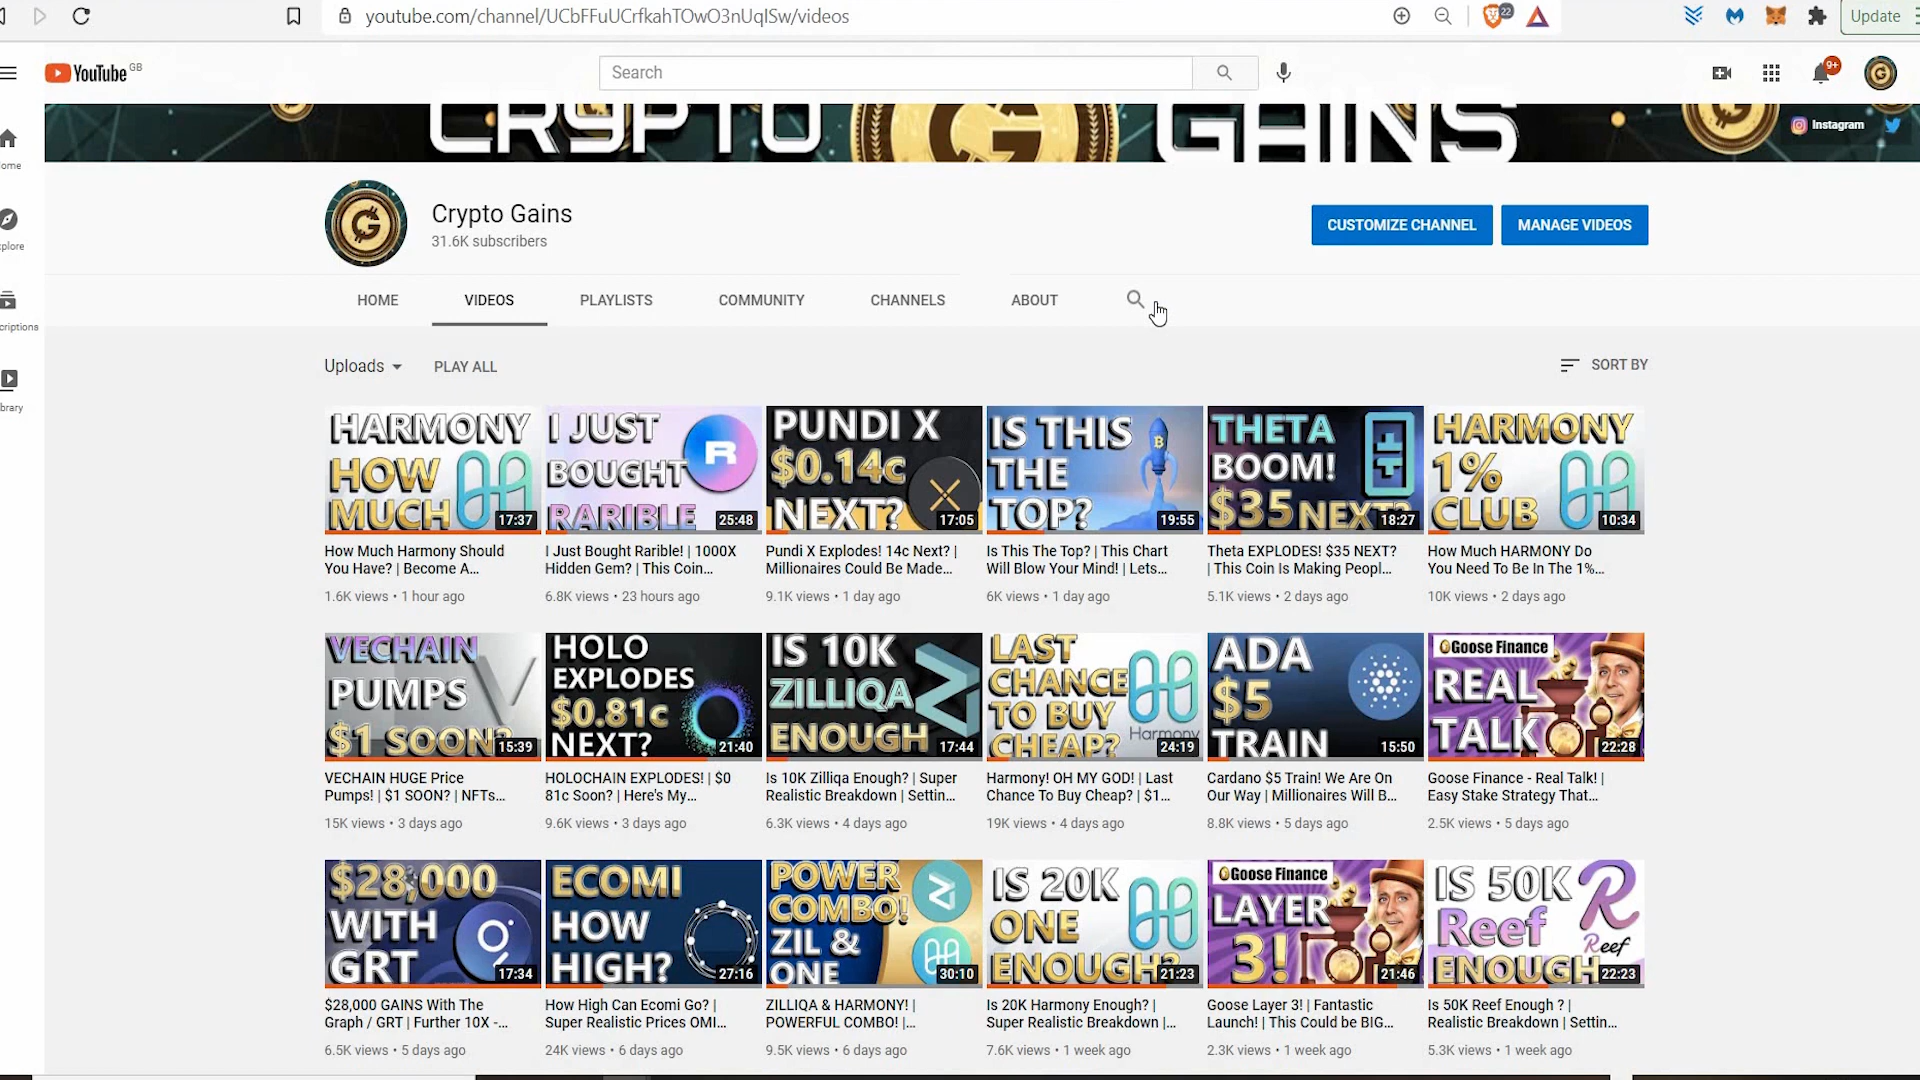 youtube.com/channel/UCbFFuUCrfkahTOwO3nUqISw/videos
22
Update
YouTube GB
Search
9+
CRYPTO GAINS
Instagram
Crypto Gains
31.6K subscribers
CUSTOMIZE CHANNEL
MANAGE VIDEOS
HOME
VIDEOS
PLAYLISTS
COMMUNITY
CHANNELS
ABOUT
ome
plore
criptions
brary
Uploads
PLAY ALL
SORT BY
HARMONY
HOW
MUCH
17:37
How Much Harmony Should
You Have? | Become A...
1.6K views • 1 hour ago
I JUST
BOUGHT
RARIBLE
R
25:48
I Just Bought Rarible! | 1000X
Hidden Gem? | This Coin...
6.8K views • 23 hours ago
PUNDI X
$0.14c
NEXT?
17:05
Pundi X Explodes! 14c Next? |
Millionaires Could Be Made...
9.1K views • 1 day ago
IS THIS
THE
TOP?
19:55
Is This The Top? | This Chart
Will Blow Your Mind! | Lets...
6K views • 1 day ago
THETA
BOOM!
$35 NEXT?
18:27
Theta EXPLODES! $35 NEXT?
| This Coin Is Making Peopl...
5.1K views • 2 days ago
HARMONY
1%
CLUB
10:34
How Much HARMONY Do
You Need To Be In The 1%...
10K views • 2 days ago
VECHAIN
PUMPS
$1 SOON?
15:39
VECHAIN HUGE Price
Pumps! | $1 SOON? | NFTs...
15K views • 3 days ago
HOLO
EXPLODES
$0.81c
NEXT?
21:40
HOLOCHAIN EXPLODES! | $0
81c Soon? | Here's My...
9.6K views • 3 days ago
IS 10K
ZILLIQA
ENOUGH
17:44
Is 10K Zilliqa Enough? | Super
Realistic Breakdown | Settin...
6.3K views • 4 days ago
LAST
CHANCE
TO BUY
CHEAP?
Harmony
24:19
Harmony! OH MY GOD! | Last
Chance To Buy Cheap? | $1...
19K views • 4 days ago
ADA
$5
TRAIN
15:50
Cardano $5 Train! We Are On
Our Way | Millionaires Will B...
8.8K views • 5 days ago
Goose Finance
REAL
TALK
22:28
Goose Finance - Real Talk! |
Easy Stake Strategy That...
2.5K views • 5 days ago
$28,000
WITH
GRT
17:34
$28,000 GAINS With The
Graph / GRT | Further 10X -...
6.5K views • 5 days ago
ECOMI
HOW
HIGH?
27:16
How High Can Ecomi Go? |
Super Realistic Prices OMI...
24K views • 6 days ago
POWER
COMBO!
ZIL &
ONE
30:10
ZILLIQA & HARMONY! |
POWERFUL COMBO! |...
9.5K views • 6 days ago
IS 20K
ONE
ENOUGH?
21:23
Is 20K Harmony Enough? |
Super Realistic Breakdown |...
7.6K views • 1 week ago
Goose Finance
LAYER
3!
21:46
Goose Layer 3! | Fantastic
Launch! | This Could be BIG...
2.3K views • 1 week ago
IS 50K
Reef
ENOUGH
Reef
22:23
Is 50K Reef Enough ? |
Realistic Breakdown | Settin...
5.3K views • 1 week ago